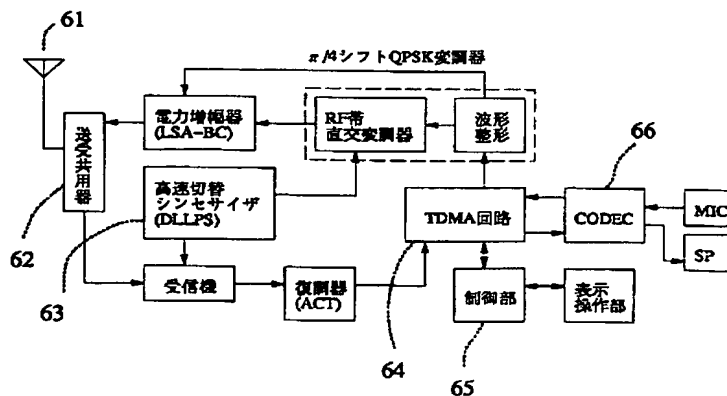 61
π/4シフトQPSK変調器
電力増幅器
(LSA-BC)
RF帯
直交変調器
波形
整形
66
送受共用器
62
高速切替
シンセサイザ
(DLLPS)
63
TDMA回路
CODEC
MIC
SP
受信機
復調器
(ACT)
64
制御部
65
表示
操作部